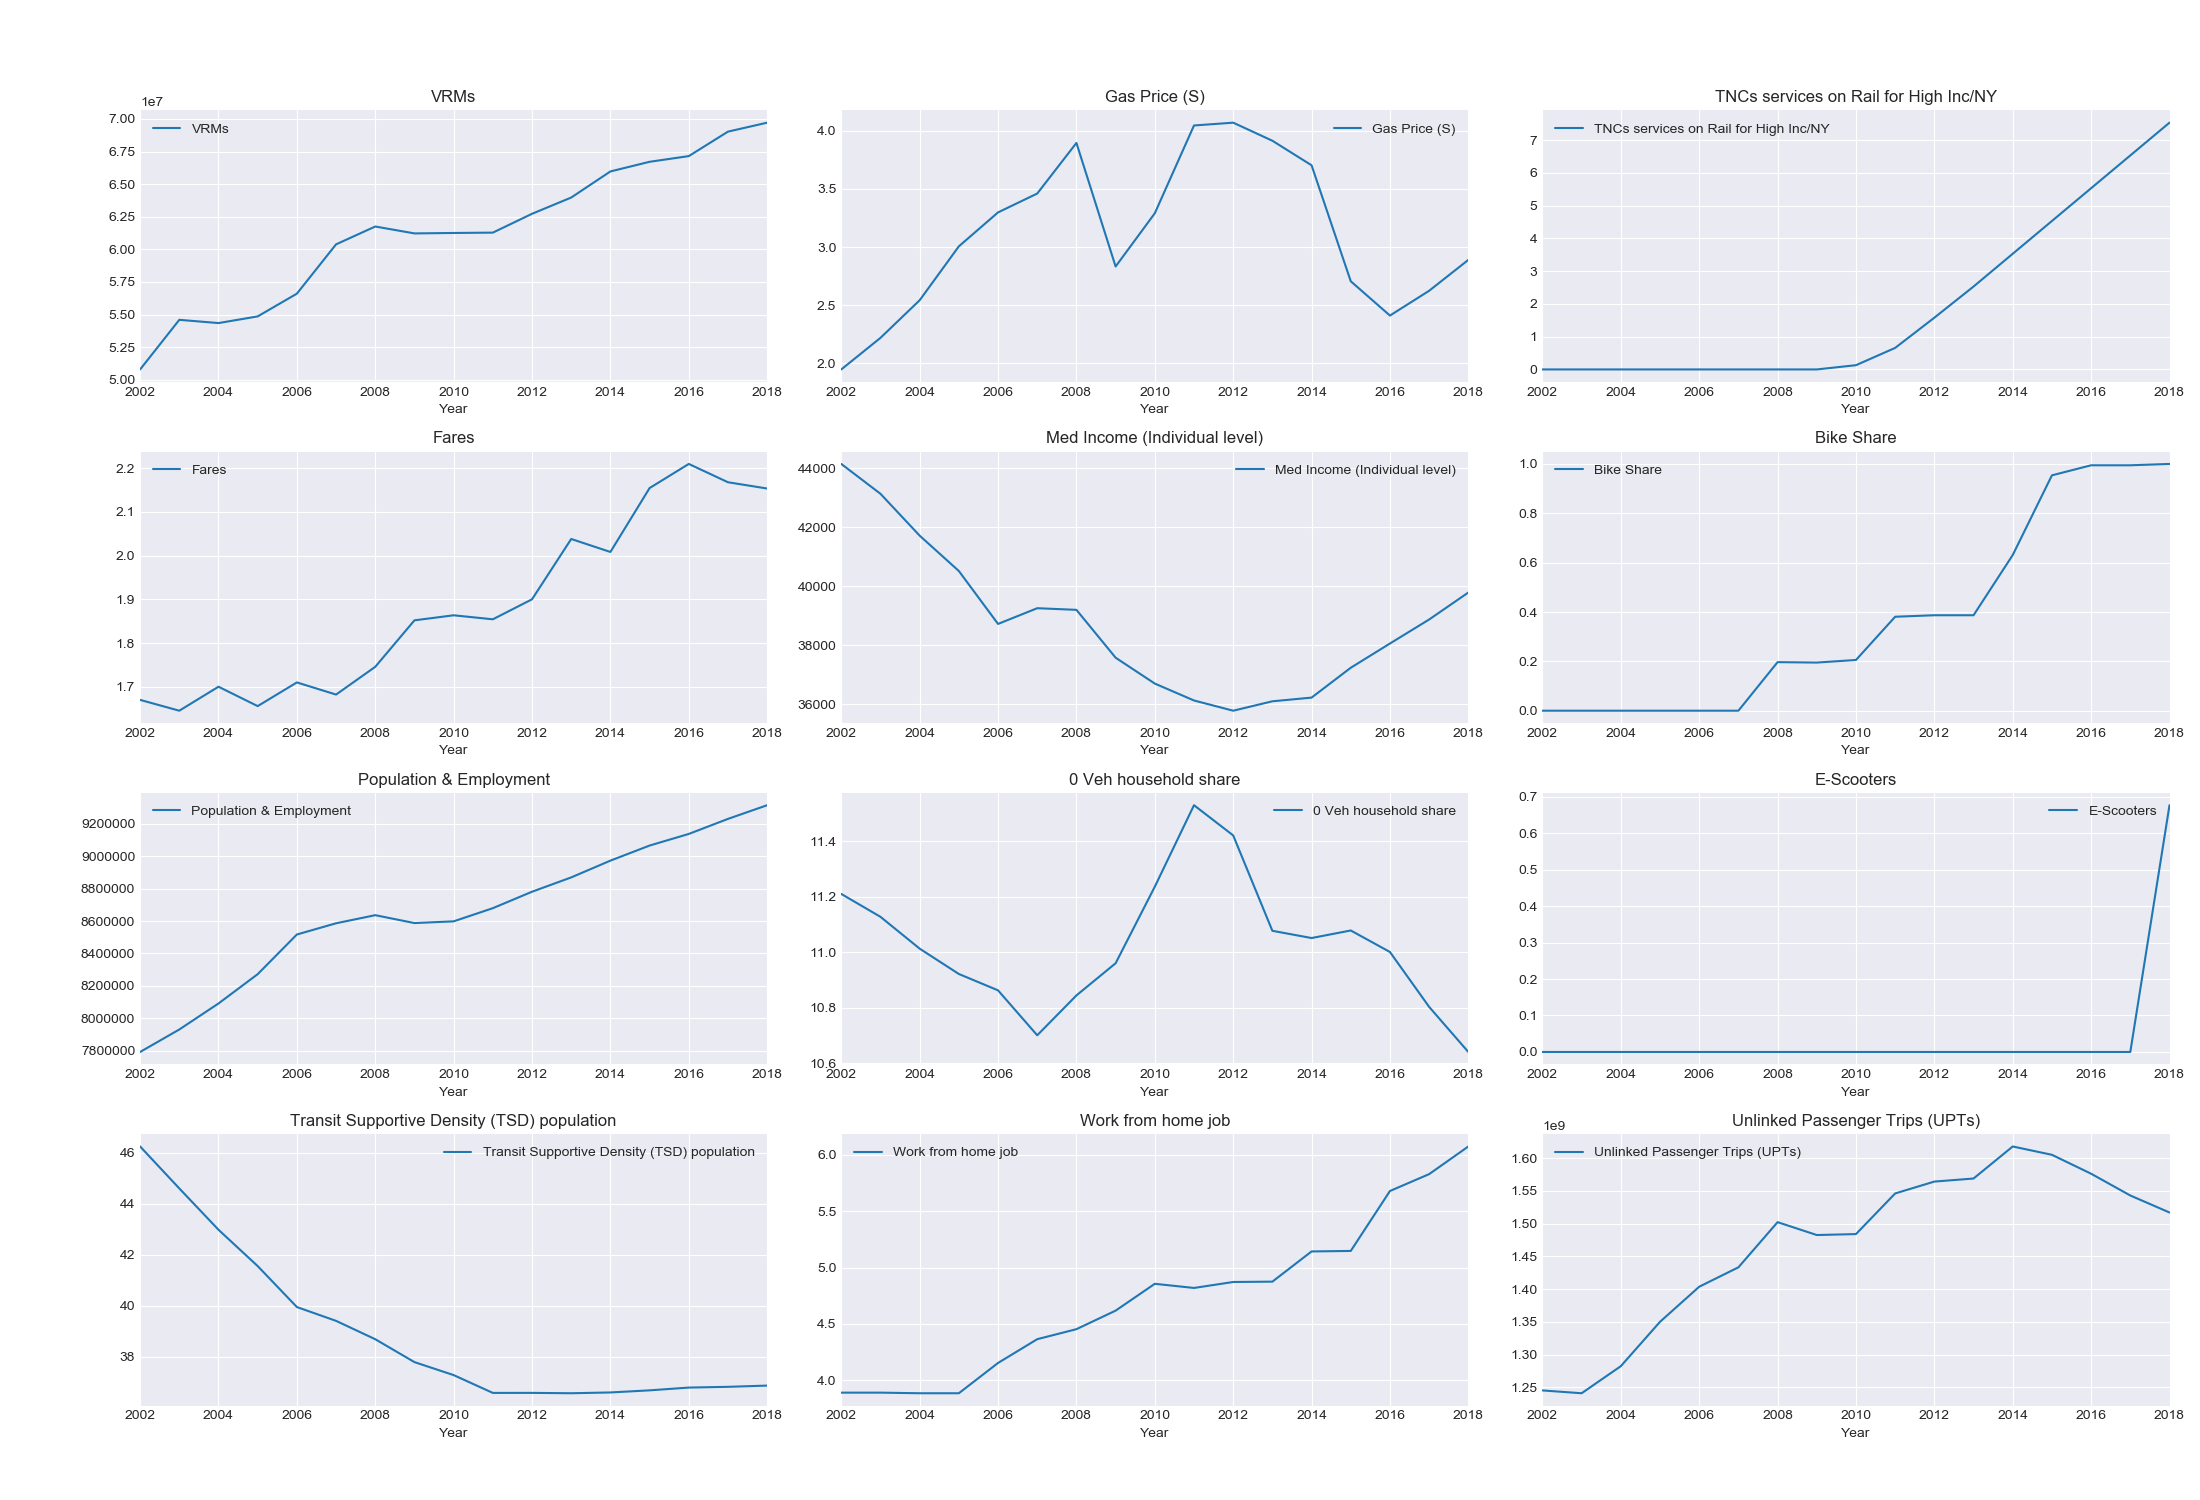 VRMs
1e7
VRMs
7.00
6.75
6.50
6.25
6.00
5.75
5.50
5.25
5.00
2002 2004 2006 2008 2010 2012 2014 2016 2018
Year
Gas Price (S)
Gas Price (S)
4.0
3.5
3.0
2.5
2.0
2002 2004 2006 2008 2010 2012 2014 2016 2018
Year
TNCs services on Rail for High Inc/NY
TNCs services on Rail for High Inc/NY
7
6
5
4
3
2
1
0
2002 2004 2006 2008 2010 2012 2014 2016 2018
Year
Fares
Fares
2.2
2.1
2.0
1.9
1.8
1.7
2002 2004 2006 2008 2010 2012 2014 2016 2018
Year
Med Income (Individual level)
Med Income (Individual level)
44000
42000
40000
38000
36000
2002 2004 2006 2008 2010 2012 2014 2016 2018
Year
Bike Share
Bike Share
1.0
0.8
0.6
0.4
0.2
0.0
2002 2004 2006 2008 2010 2012 2014 2016 2018
Year
Population & Employment
Population & Employment
9200000
9000000
8800000
8600000
8400000
8200000
8000000
7800000
2002 2004 2006 2008 2010 2012 2014 2016 2018
Year
0 Veh household share
0 Veh household share
11.4
11.2
11.0
10.8
10.6
2002 2004 2006 2008 2010 2012 2014 2016 2018
Year
E-Scooters
E-Scooters
0.7
0.6
0.5
0.4
0.3
0.2
0.1
0.0
2002 2004 2006 2008 2010 2012 2014 2016 2018
Year
Transit Supportive Density (TSD) population
Transit Supportive Density (TSD) population
46
44
42
40
38
2002 2004 2006 2008 2010 2012 2014 2016 2018
Year
Work from home job
Work from home job
6.0
5.5
5.0
4.5
4.0
2002 2004 2006 2008 2010 2012 2014 2016 2018
Year
Unlinked Passenger Trips (UPTs)
1e9
Unlinked Passenger Trips (UPTs)
1.60
1.55
1.50
1.45
1.40
1.35
1.30
1.25
2002 2004 2006 2008 2010 2012 2014 2016 2018
Year